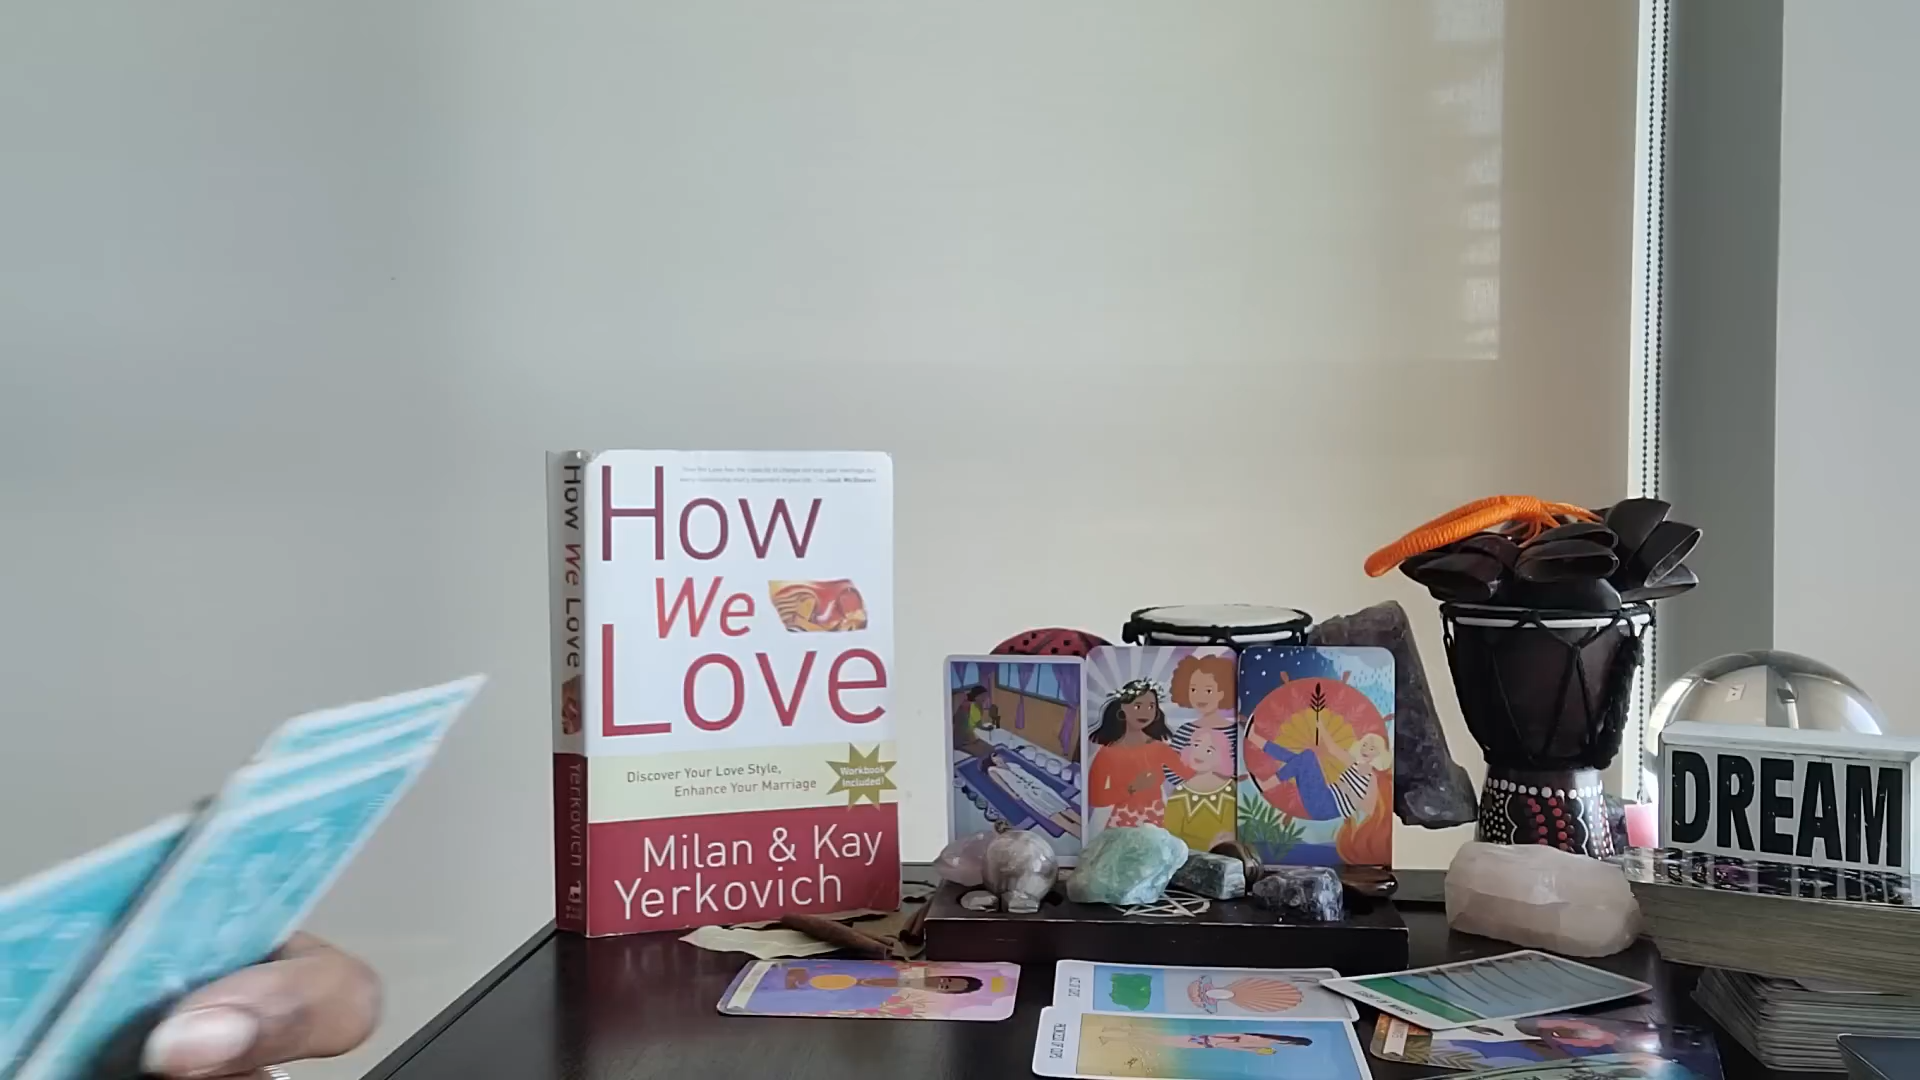 How We Love
Yerkovich
How
We
Love
Discover Your Love Style,
Enhance Your Marriage
Workbook
Included!
Milan & Kay
Yerkovich
DREAM